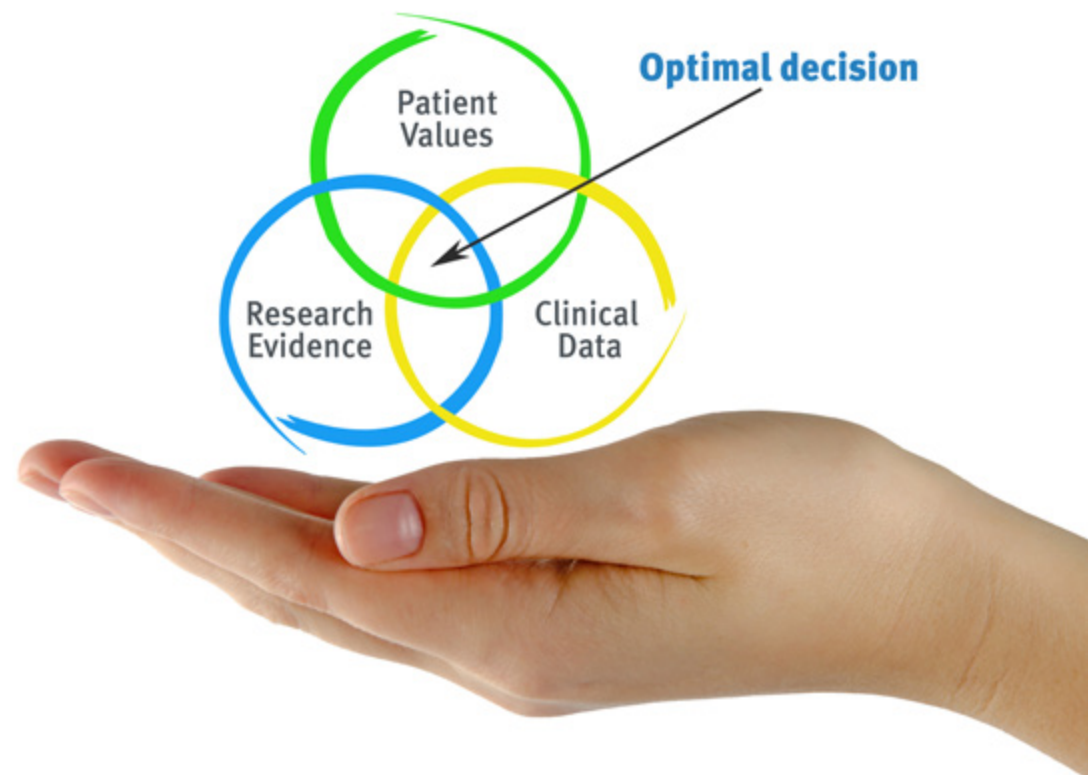 Optimal decision
Patient
Values
Research
Evidence
Clinical
Data